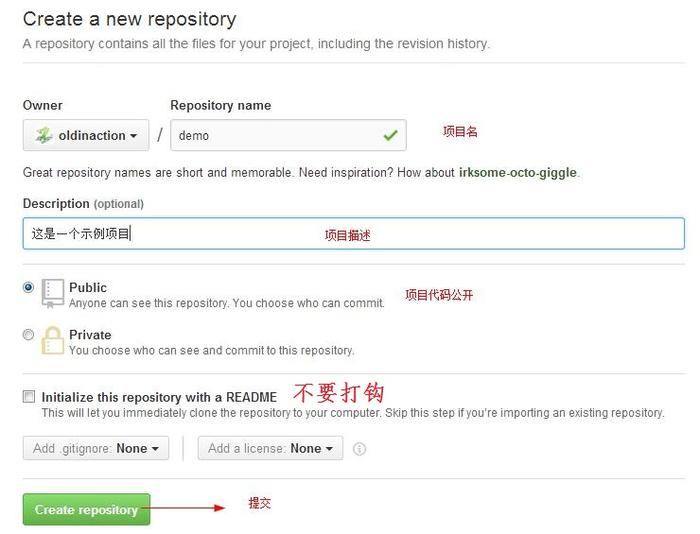 Create a new repository
A repository contains all the files for your project, including the revision history.
Owner
Repository name
oldinaction / demo
项目名
Great repository names are short and memorable. Need inspiration? How about irksome-octo-giggle.
Description (optional)
这是一个示例项目
项目描述
Public
Anyone can see this repository. You choose who can commit.
项目代码公开
Private
You choose who can see and commit to this repository.
Initialize this repository with a README
不要打钩
This will let you immediately clone the repository to your computer. Skip this step if you're importing an existing repository.
Add .gitignore: None
Add a license: None
Create repository
提交